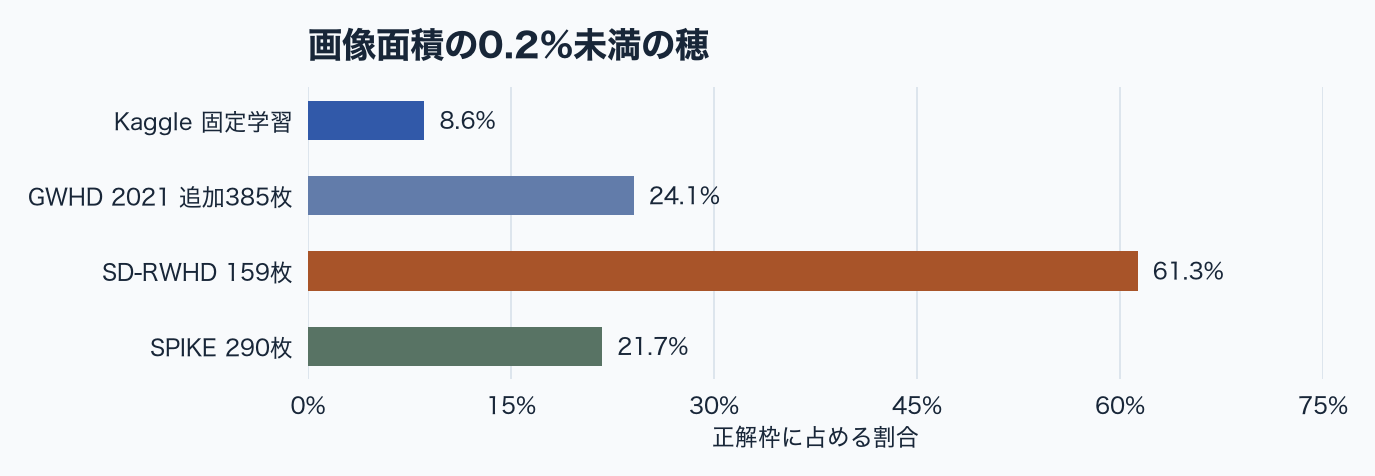 画像面積の0.2%未満の穂
Kaggle 固定学習
8.6%
GWHD 2021 追加385枚
24.1%
SD-RWHD 159枚
61.3%
SPIKE 290枚
21.7%
0%
15%
30%
45%
60%
75%
正解枠に占める割合